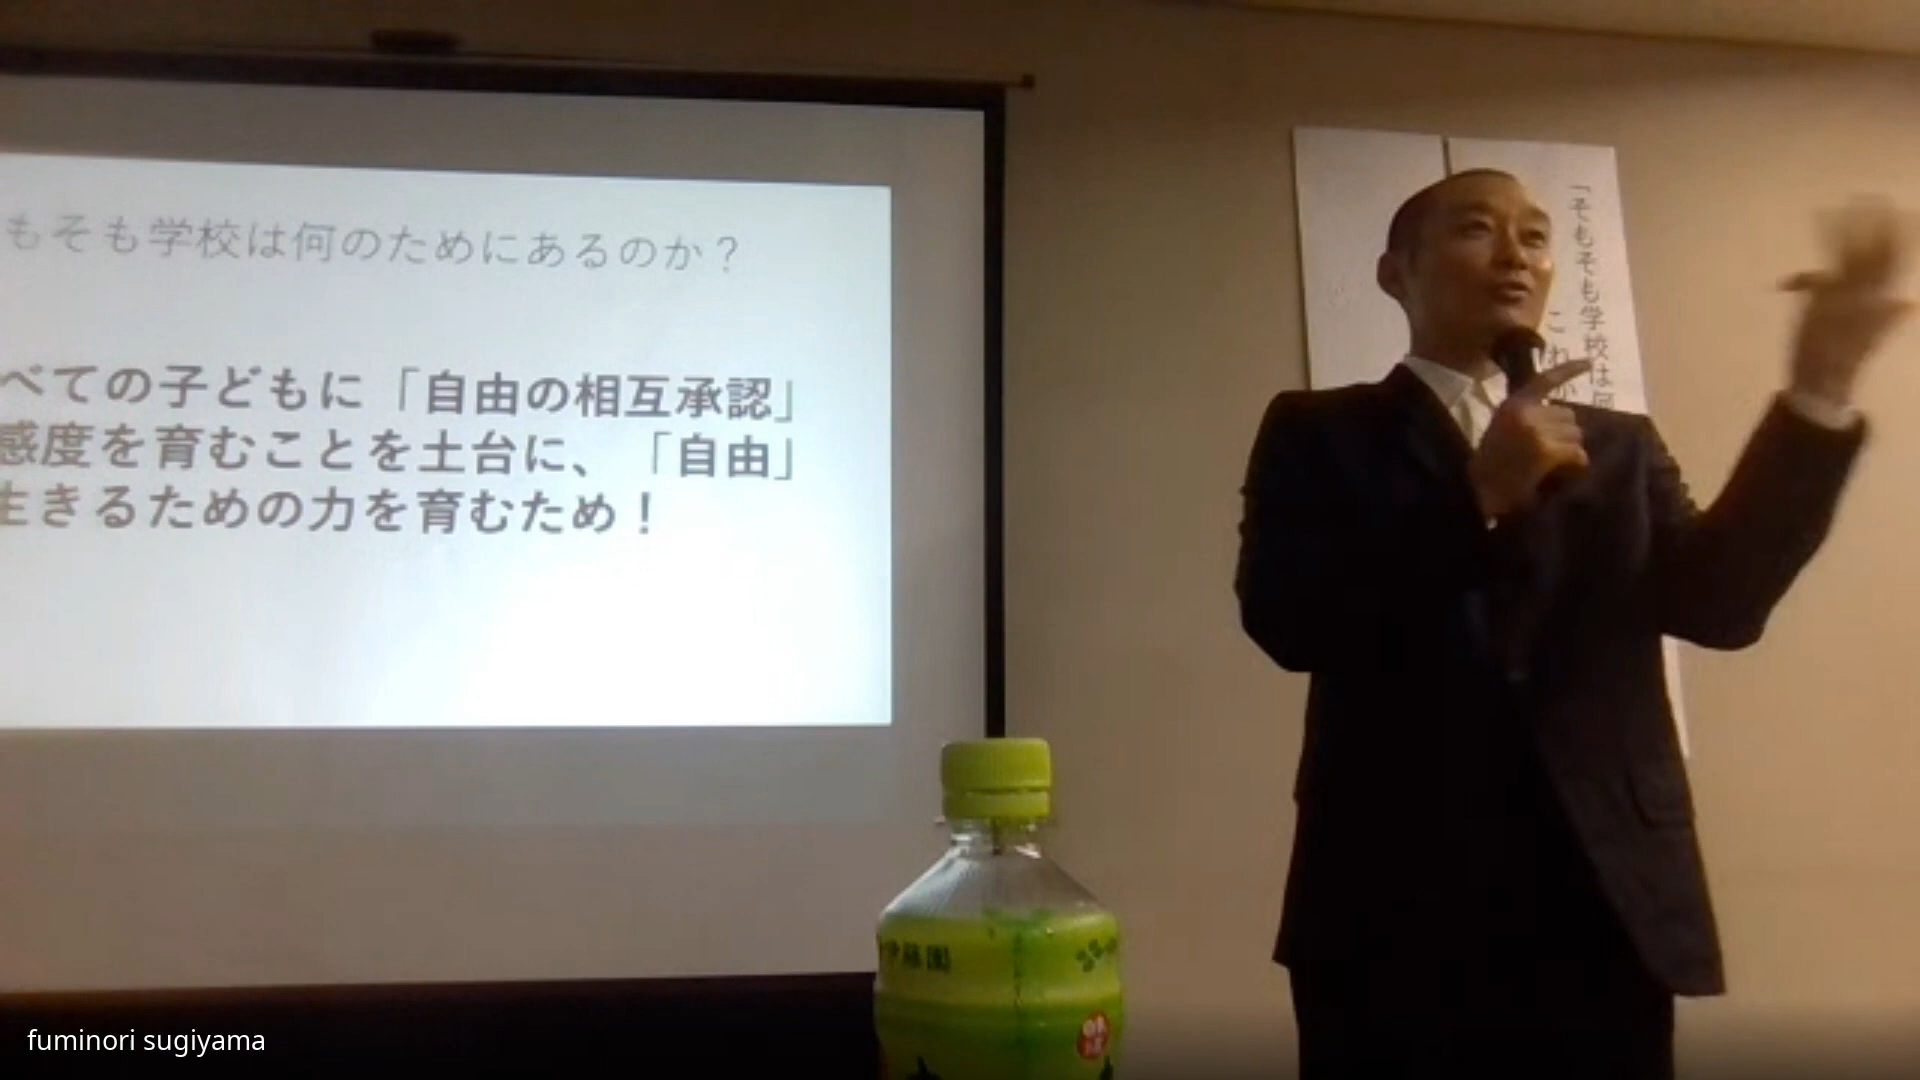 もそも学校は何のためにあるのか？
べての子どもに「自由の相互承認」
感度を育むことを土台に、「自由」
生きるための力を育むため！
「そもそも学校は何
これか
伊藤園
fuminori sugiyama